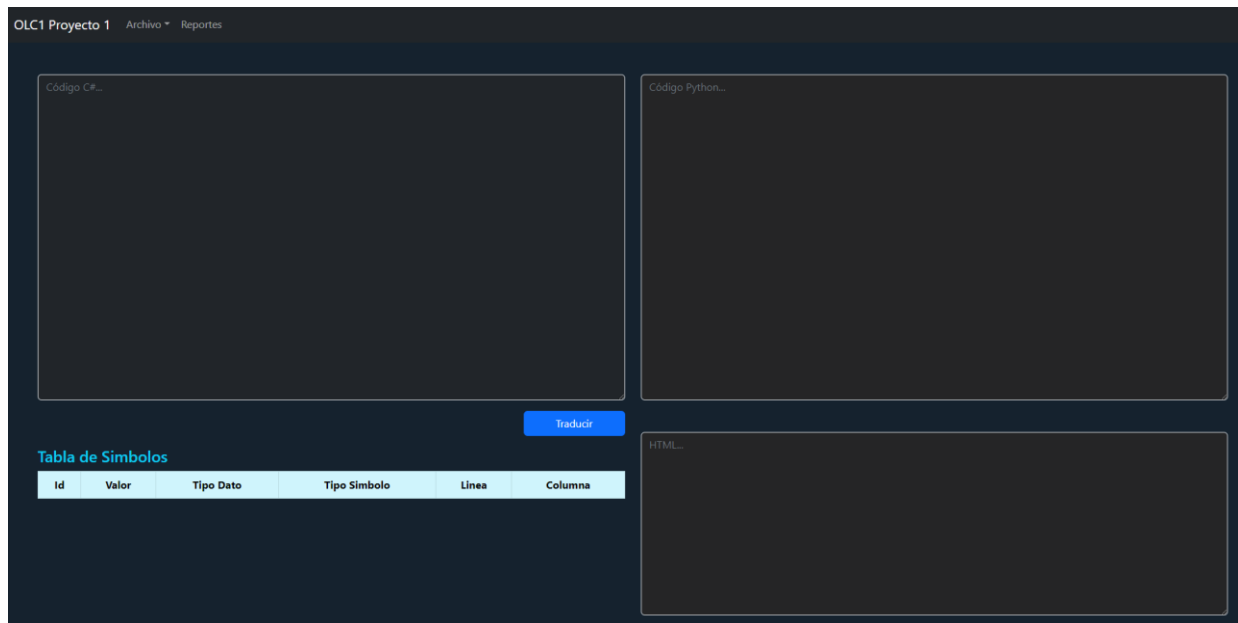 OLC1 Proyecto 1 Archivo Reportes
Código C#...
Código Python...
Traducir
Tabla de Simbolos
Id Valor Tipo Dato Tipo Simbolo Linea Columna
HTML...